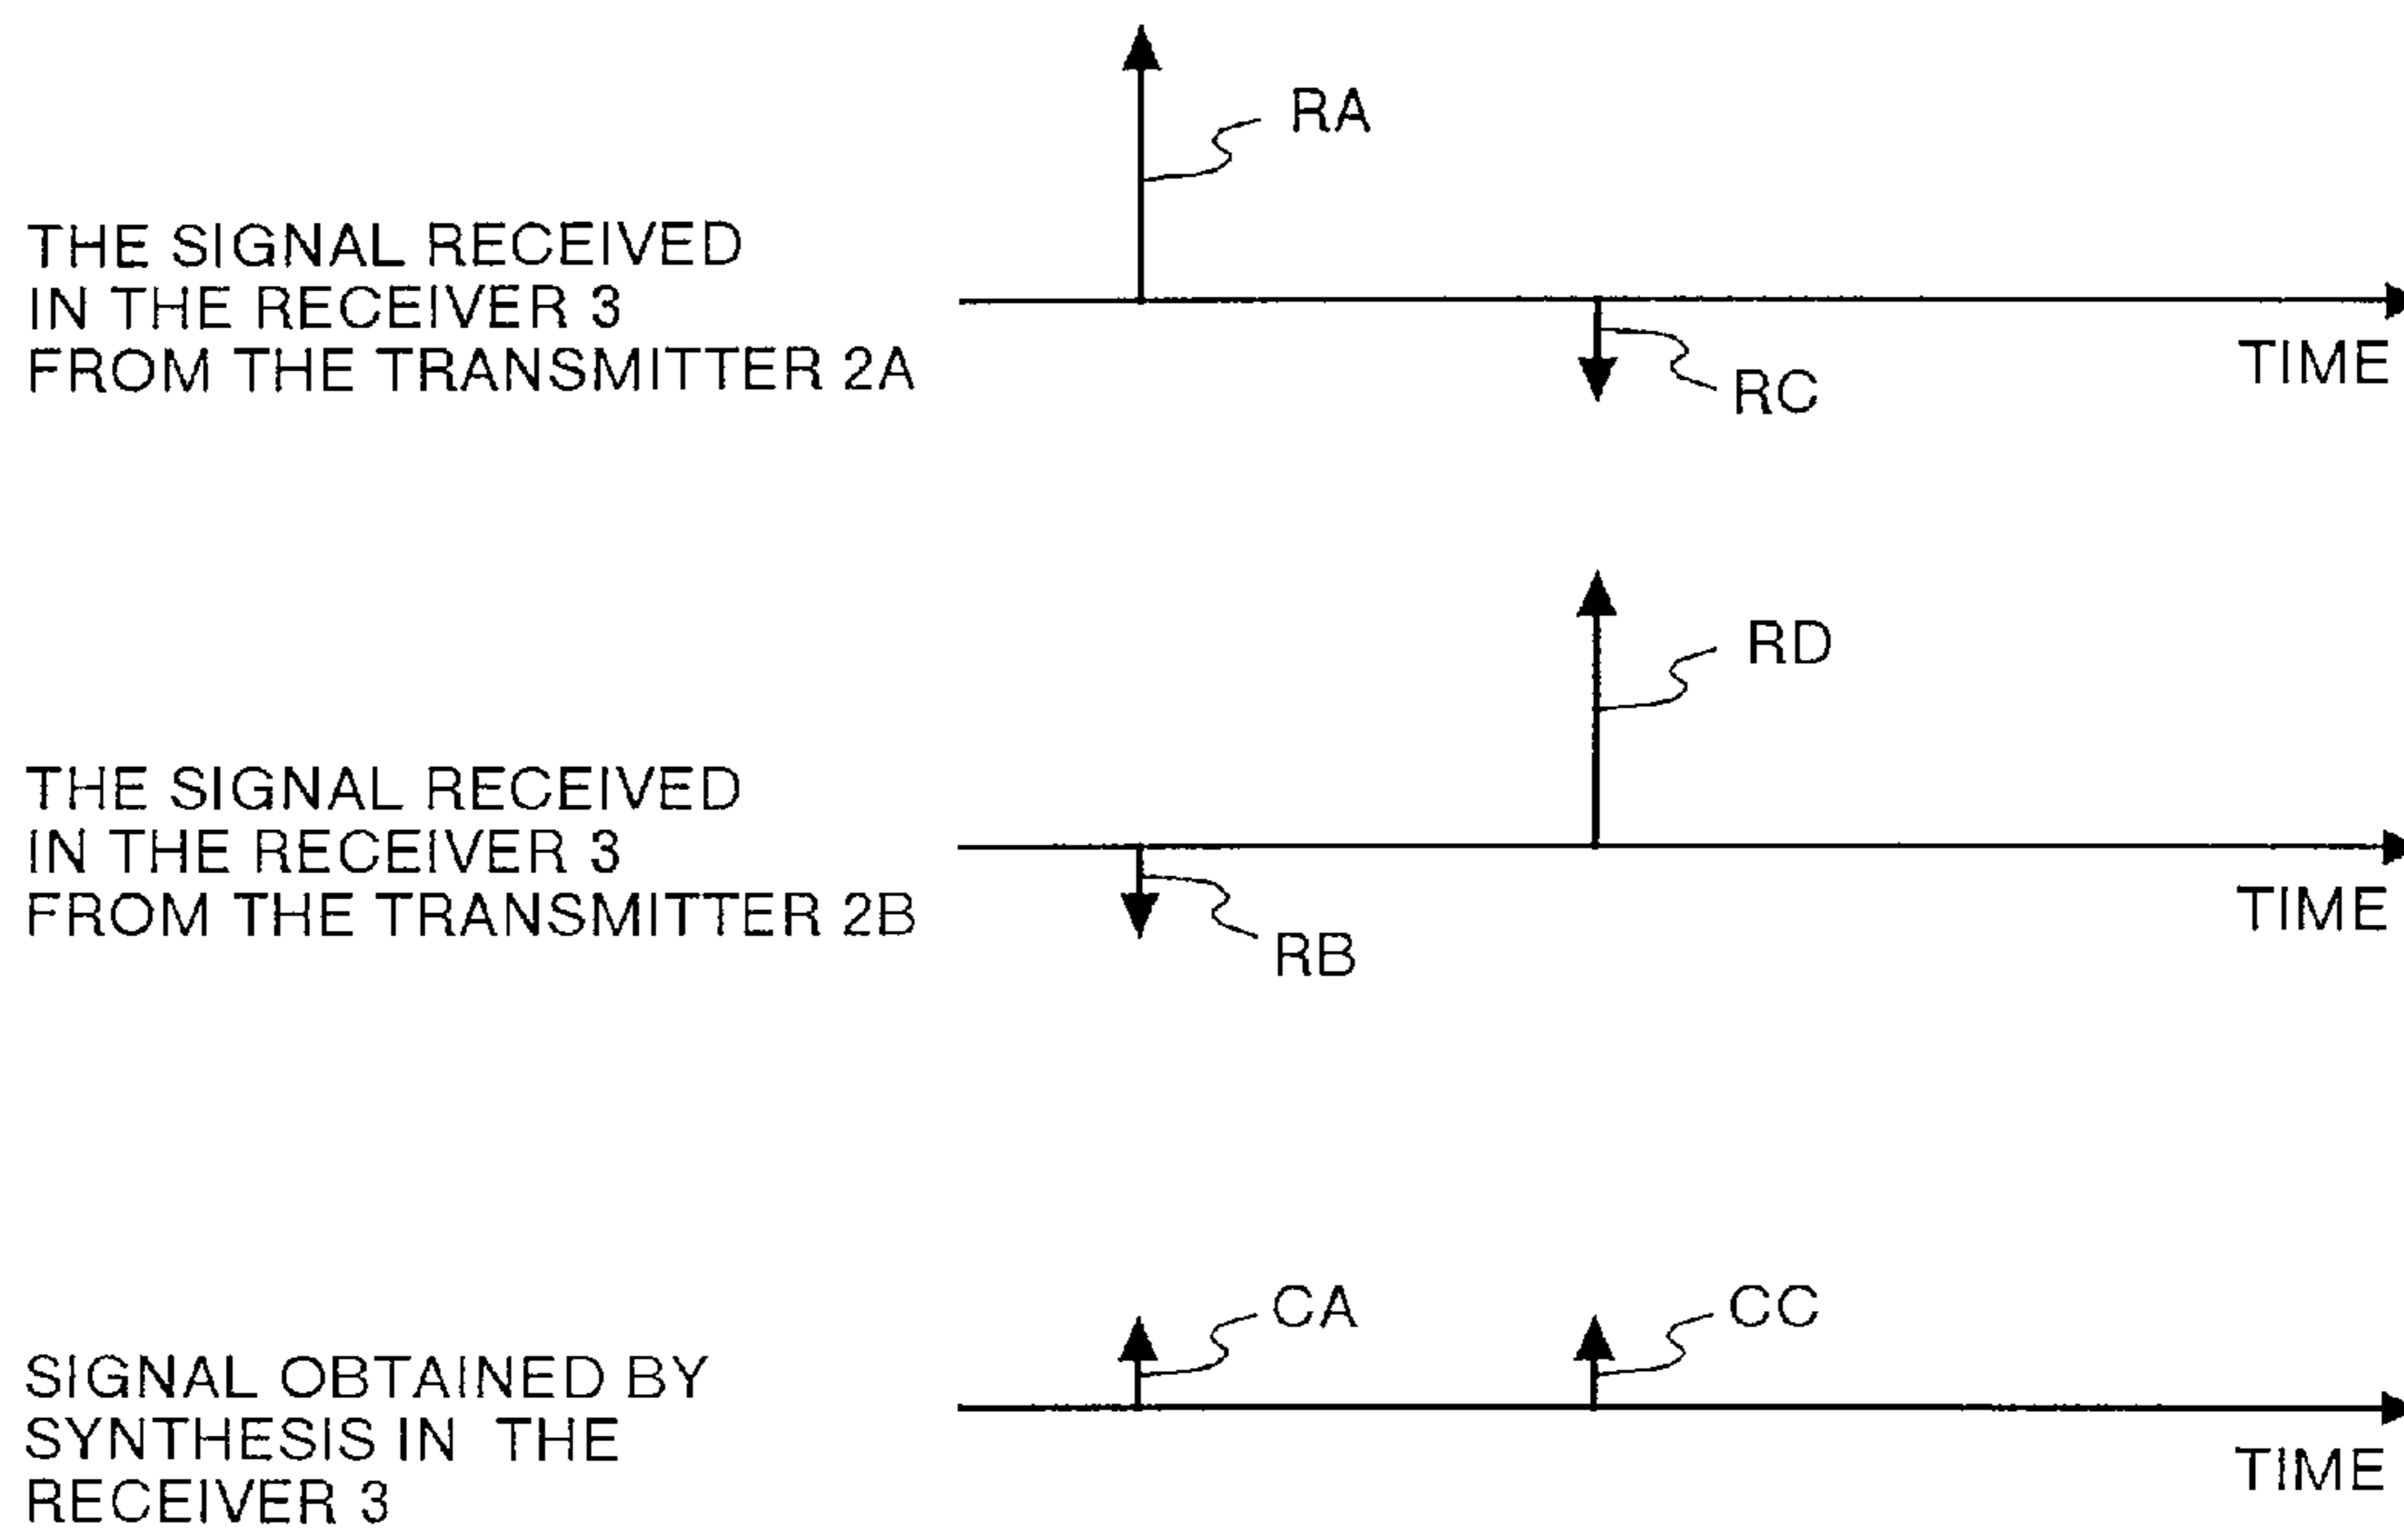 RA
THE SIGNAL RECEIVED
IN THE RECEIVER 3
FROM THE TRANSMITTER 2A
TIME
RC
RD
THE SIGNAL RECEIVED
IN THE RECEIVER 3
FROM THE TRANSMITTER 2B
TIME
RB
CA
CC
SIGNAL OBTAINED BY
SYNTHESIS IN THE
RECEIVER 3
TIME